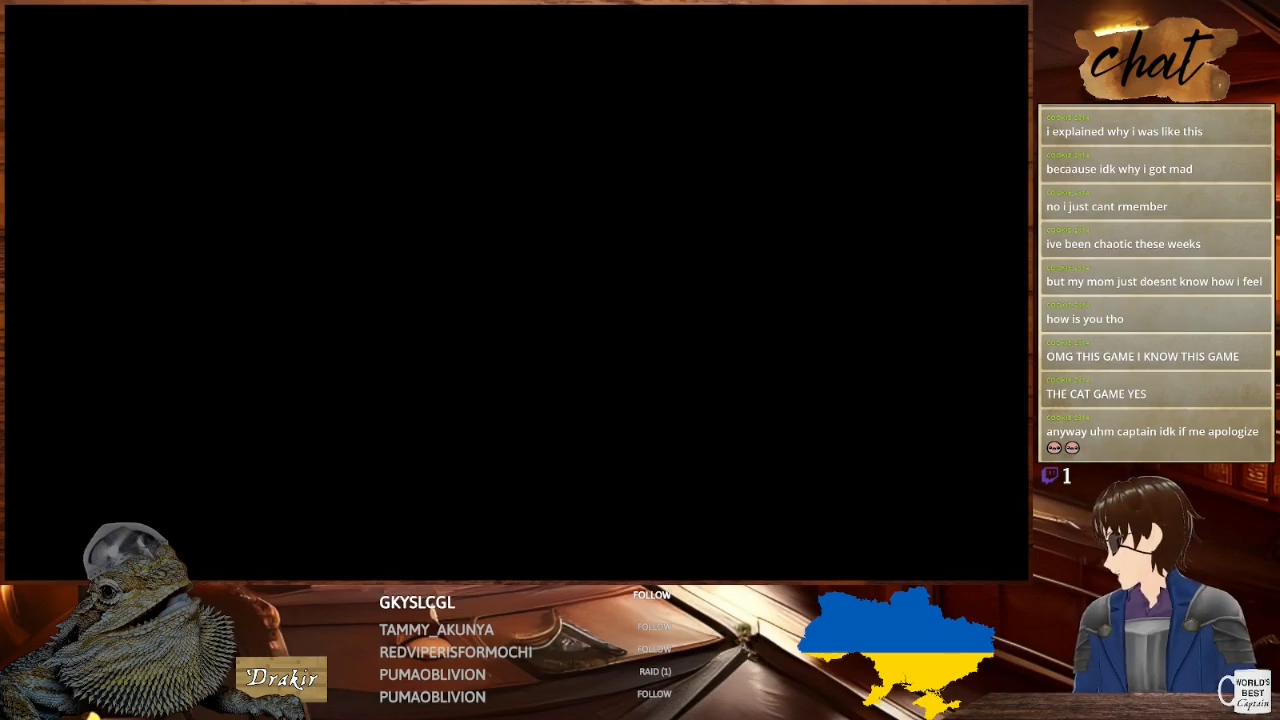 chat
i explained why i was like this
becaause idk why i got mad
no i just cant rmember
ive been chaotic these weeks
but my mom just doesnt know how i feel
how is you tho
OMG THIS GAME I KNOW THIS GAME
THE CAT GAME YES
anyway uhm captain idk if me apologize
1
GKYSLCGL FOLLOW
TAMMY_AKUNYA FOLLOW
REDVIPERISFORMOCHI FOLLOW
PUMAOBLIVION RAID (1)
PUMAOBLIVION FOLLOW
Drakir
WORLD'S
BEST
Captain